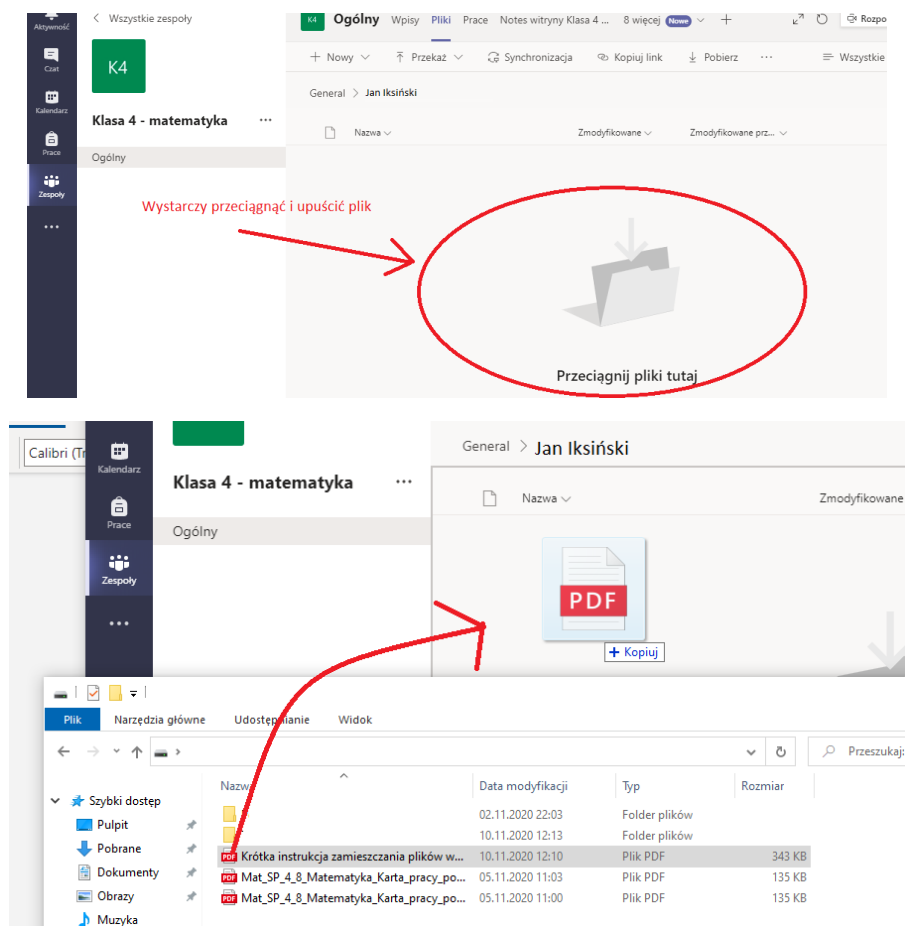 Wszystkie zespoły
K4 Ogólny Wpisy Pliki Prace Notes witryny Klasa 4 ... 8 więcej Nowe + Rozpo
Aktywność
Czat
K4
+ Nowy Przekaż Synchronizacja Kopiuj link Pobierz ... Wszystkie
General > Jan Iksiński
Kalendarz
Klasa 4 - matematyka ...
Nazwa Zmodyfikowane Zmodyfikowane prz...
Prace
Ogólny
Zespoły
...
Wystarczy przeciągnąć i upuścić plik
Przeciągnij pliki tutaj
Calibri (Tr
General > Jan Iksiński
Kalendarz
Klasa 4 - matematyka ...
Nazwa Zmodyfikowane
Prace
Ogólny
Zespoły
...
PDF
+ Kopiuj
Plik Narzędzia główne Udostępnianie Widok
Przeszukaj:
Nazwa Data modyfikacji Typ Rozmiar
Szybki dostęp
02.11.2020 22:03 Folder plików
Pulpit
10.11.2020 12:13 Folder plików
Pobrane
PDF Krótka instrukcja zamieszczania plików w... 10.11.2020 12:10 Plik PDF 343 KB
Dokumenty
PDF Mat_SP_4_8_Matematyka_Karta_pracy_po... 05.11.2020 11:03 Plik PDF 135 KB
Obrazy
PDF Mat_SP_4_8_Matematyka_Karta_pracy_po... 05.11.2020 11:00 Plik PDF 135 KB
Muzyka